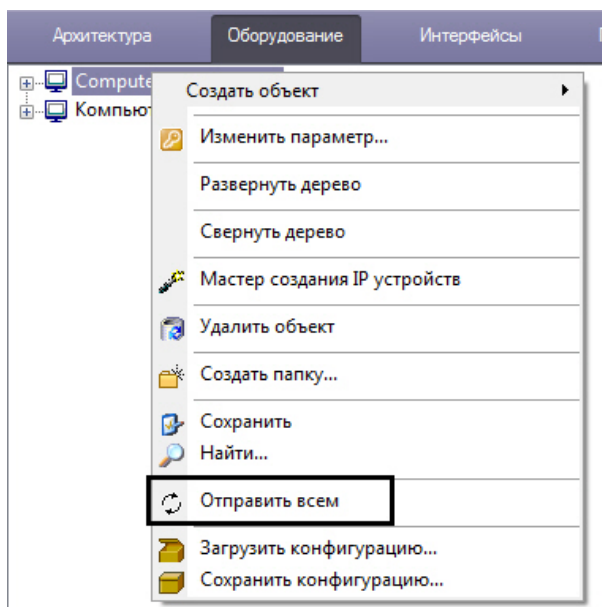 Архитектура Оборудование Интерфейсы
Compute
Компьют
Создать объект
Изменить параметр...
Развернуть дерево
Свернуть дерево
Мастер создания IP устройств
Удалить объект
Создать папку...
Сохранить
Найти...
Отправить всем
Загрузить конфигурацию...
Сохранить конфигурацию...